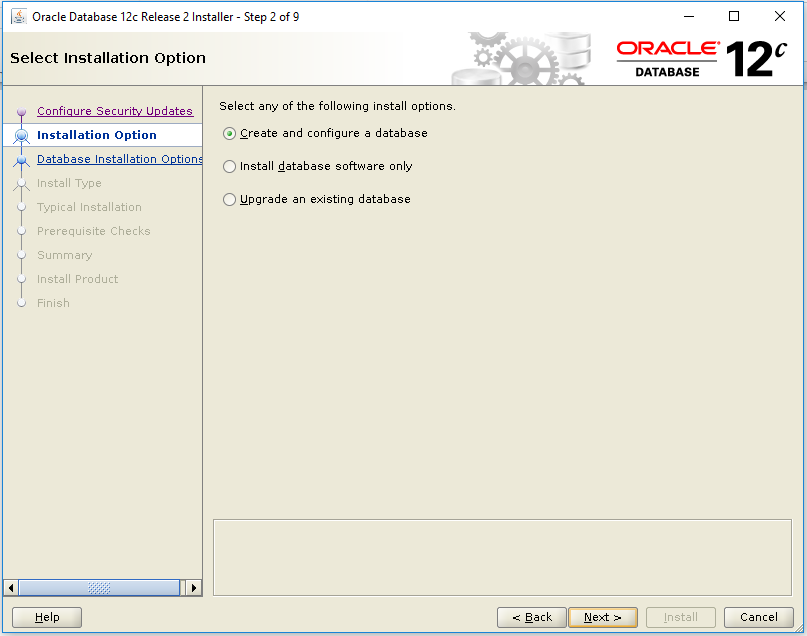 Oracle Database 12c Release 2 Installer - Step 2 of 9
Select Installation Option
ORACLE®
DATABASE
12c
Configure Security Updates
Installation Option
Database Installation Options
Install Type
Typical Installation
Prerequisite Checks
Summary
Install Product
Finish
Select any of the following install options.
Create and configure a database
Install database software only
Upgrade an existing database
Help
< Back
Next >
Install
Cancel